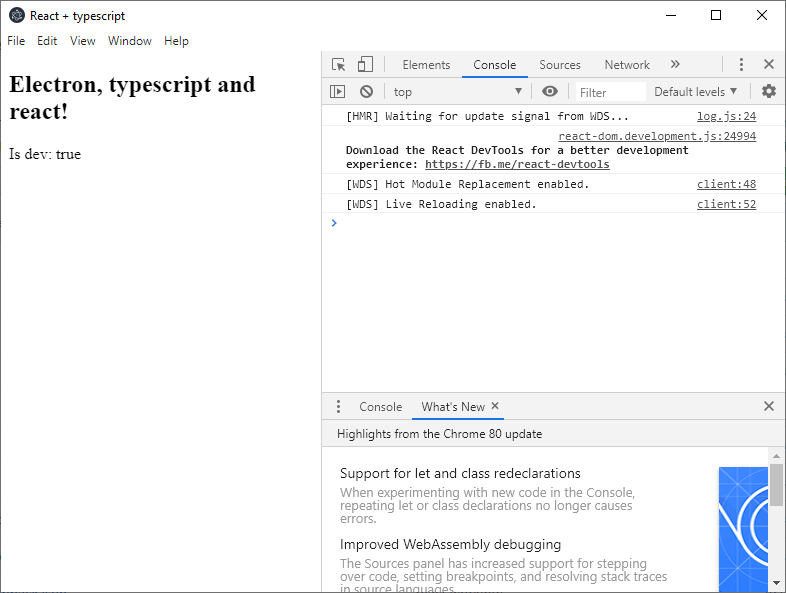 React + typescript
File Edit View Window Help
Electron, typescript and
react!
Is dev: true
Elements Console Sources Network »
top Filter Default levels
[HMR] Waiting for update signal from WDS... log.js:24
react-dom.development.js:24994
Download the React DevTools for a better development
experience: https://fb.me/react-devtools
[WDS] Hot Module Replacement enabled. client:48
[WDS] Live Reloading enabled. client:52
Console What's New
Highlights from the Chrome 80 update
Support for let and class redeclarations
When experimenting with new code in the Console,
repeating let or class declarations no longer causes
errors.
Improved WebAssembly debugging
The Sources panel has increased support for stepping
over code, setting breakpoints, and resolving stack traces
in source languages.